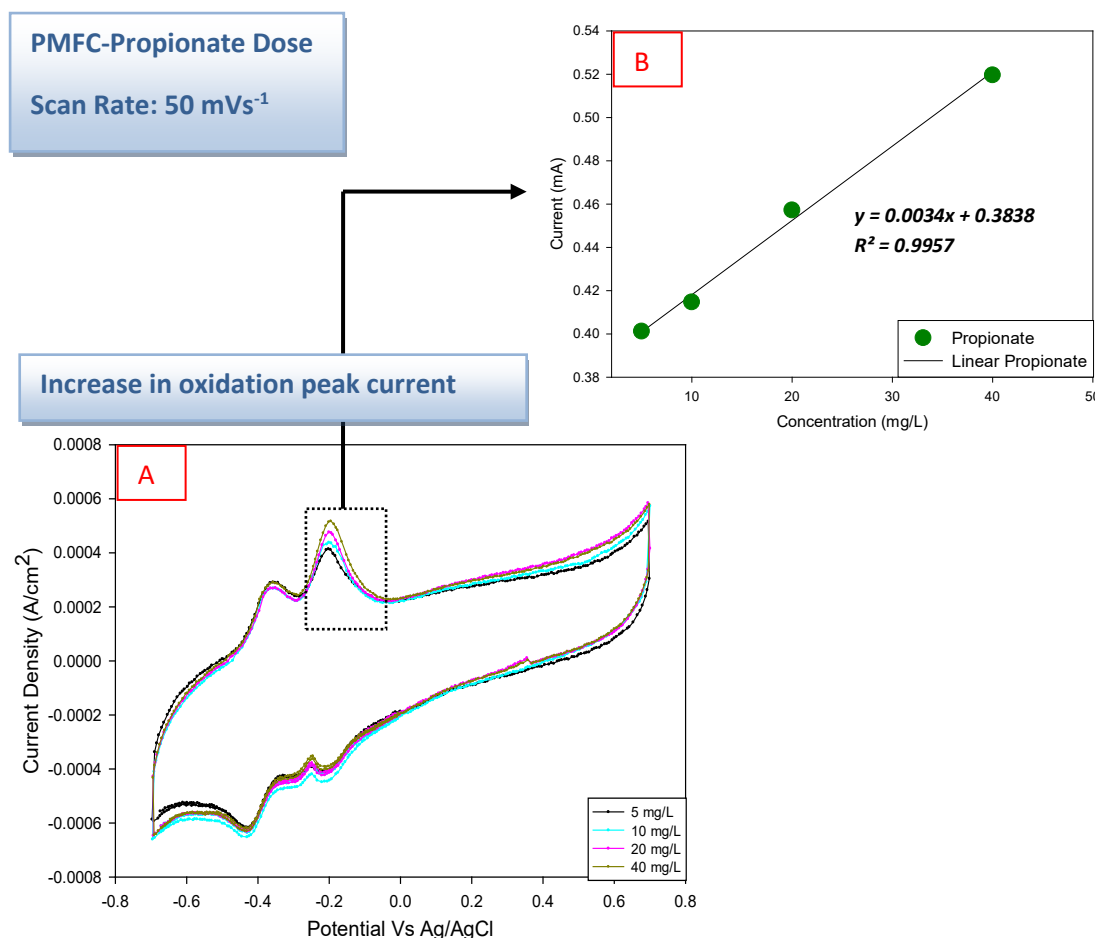 PMFC-Propionate Dose
Scan Rate: 50 mVs⁻¹
B
0.54
0.52
0.50
0.48
0.46
0.44
0.42
0.40
0.38
Current (mA)
y = 0.0034x + 0.3838
R² = 0.9957
Propionate
Linear Propionate
10
20
30
40
50
Concentration (mg/L)
Increase in oxidation peak current
A
0.0008
0.0006
0.0004
0.0002
0.0000
-0.0002
-0.0004
-0.0006
-0.0008
Current Density (A/cm²)
5 mg/L
10 mg/L
20 mg/L
40 mg/L
-0.8
-0.6
-0.4
-0.2
0.0
0.2
0.4
0.6
0.8
Potential Vs Ag/AgCl